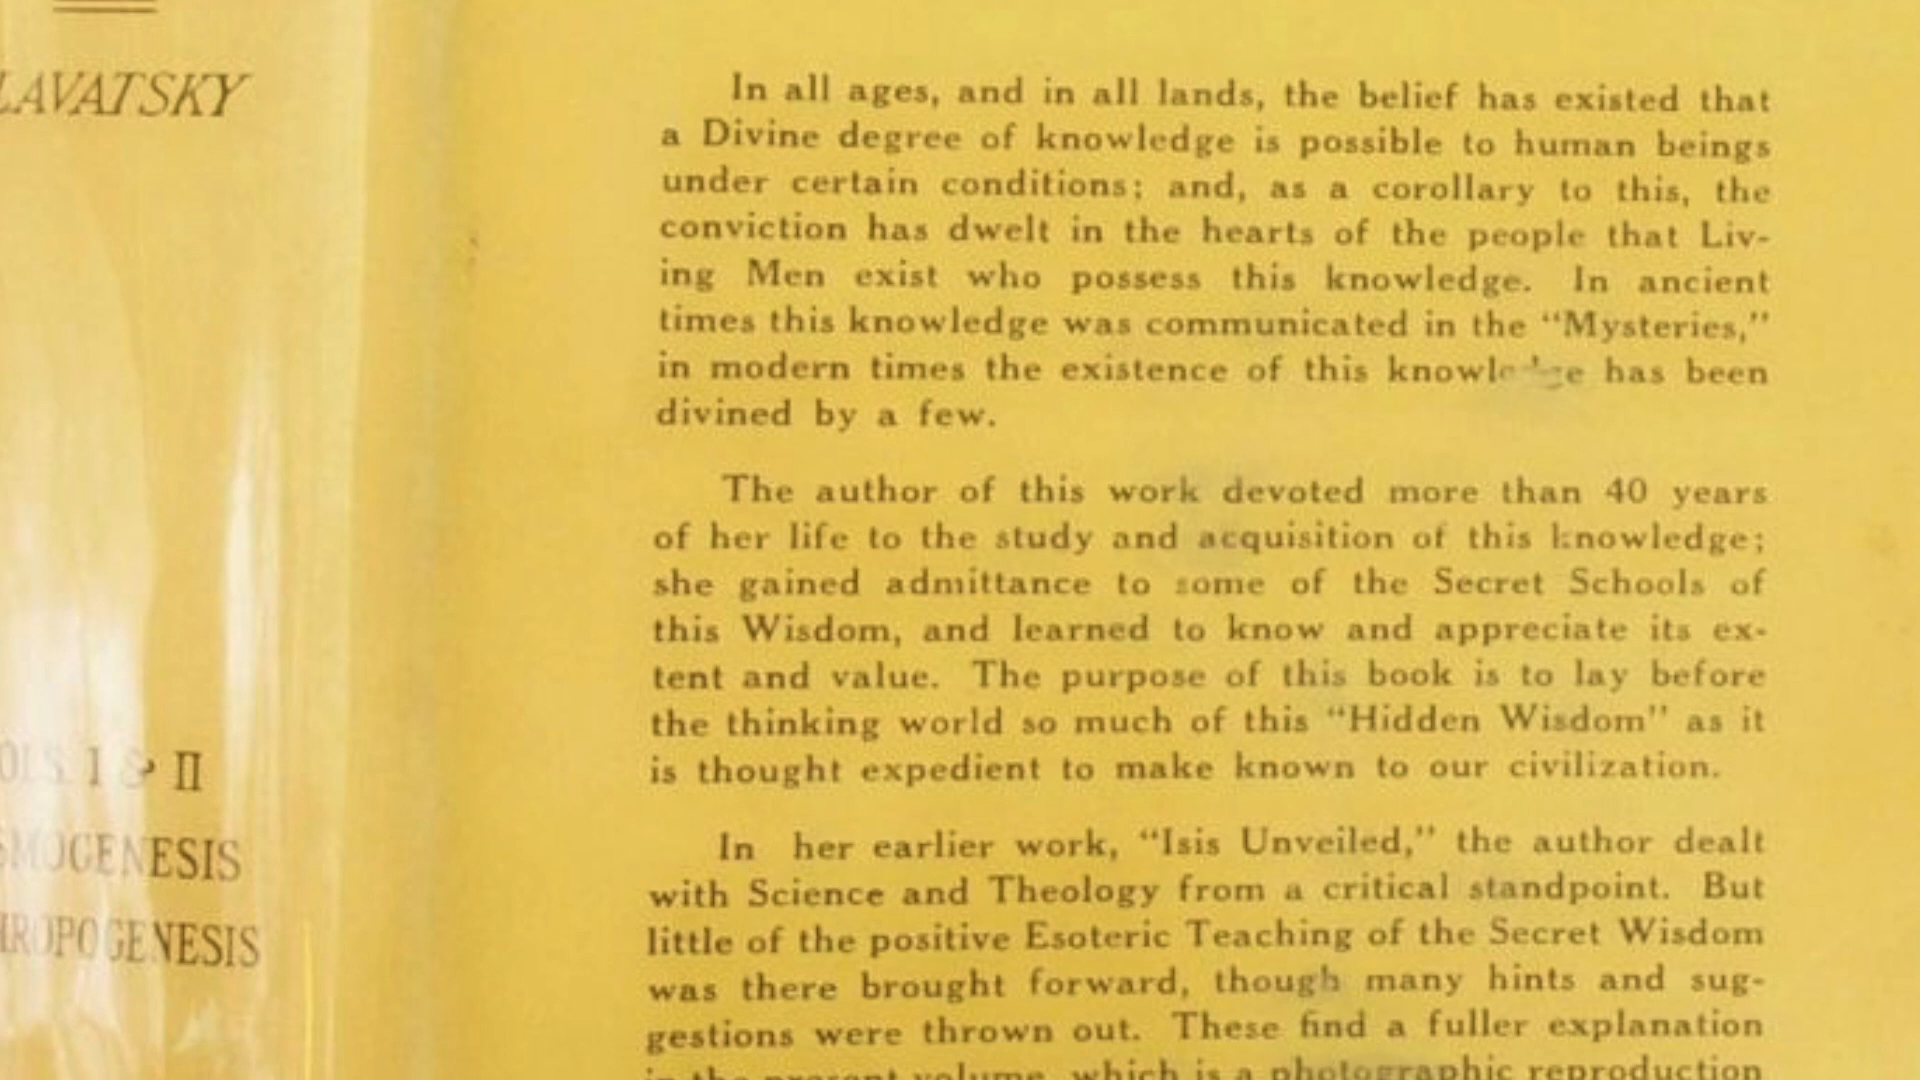 LAVATSKY
I & II
MOGENESIS
HROPOGENESIS
In all ages, and in all lands, the belief has existed that
a Divine degree of knowledge is possible to human beings
under certain conditions; and, as a corollary to this, the
conviction has dwelt in the hearts of the people that Liv-
ing Men exist who possess this knowledge. In ancient
times this knowledge was communicated in the “Mysteries,”
in modern times the existence of this knowledge has been
divined by a few.
The author of this work devoted more than 40 years
of her life to the study and acquisition of this knowledge;
she gained admittance to some of the Secret Schools of
this Wisdom, and learned to know and appreciate its ex-
tent and value. The purpose of this book is to lay before
the thinking world so much of this “Hidden Wisdom” as it
is thought expedient to make known to our civilization.
In her earlier work, “Isis Unveiled,” the author dealt
with Science and Theology from a critical standpoint. But
little of the positive Esoteric Teaching of the Secret Wisdom
was there brought forward, though many hints and sug-
gestions were thrown out. These find a fuller explanation
in the present volume, which is a photographic reproduction